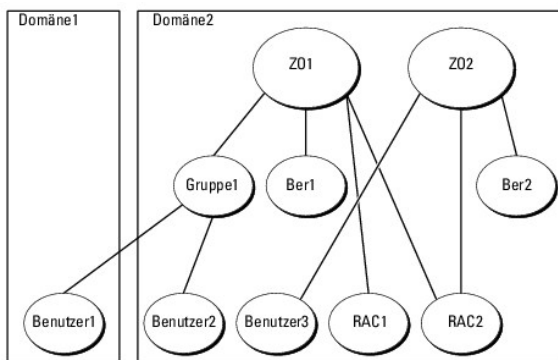 Domäne1
Domäne2
ZO1
ZO2
Gruppe1
Ber1
Ber2
Benutzer1
Benutzer2
Benutzer3
RAC1
RAC2